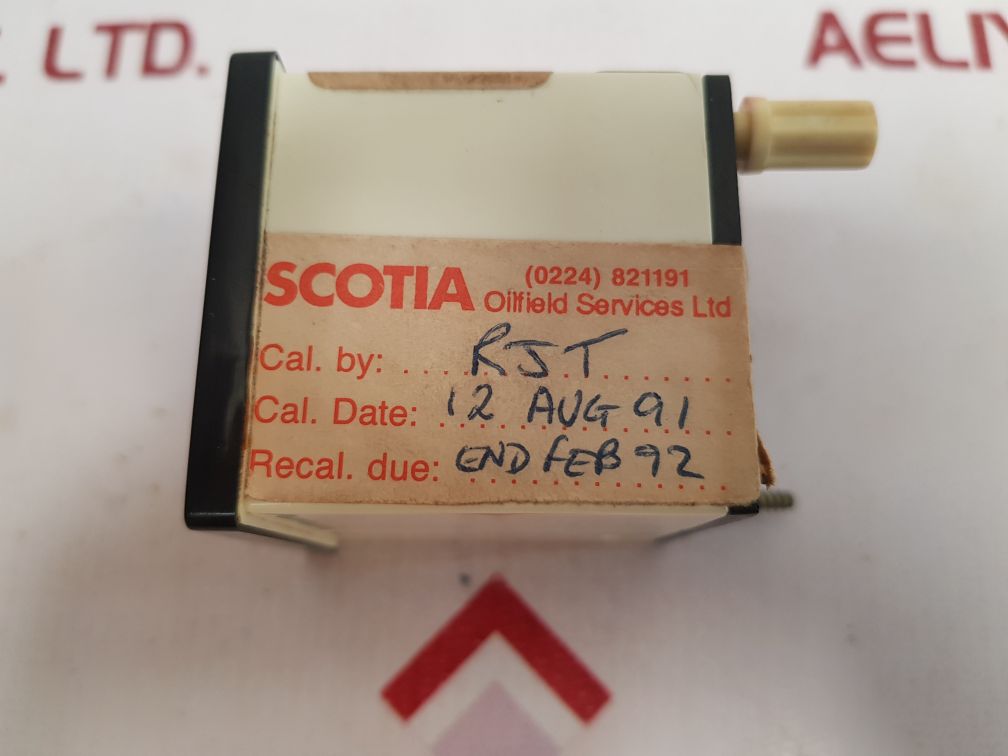 LTD.
AELIY
SCOTIA (0224) 821191
Oilfield Services Ltd
Cal. by: RJT
Cal. Date: 12 AUG 91
Recal. due: END FEB 92